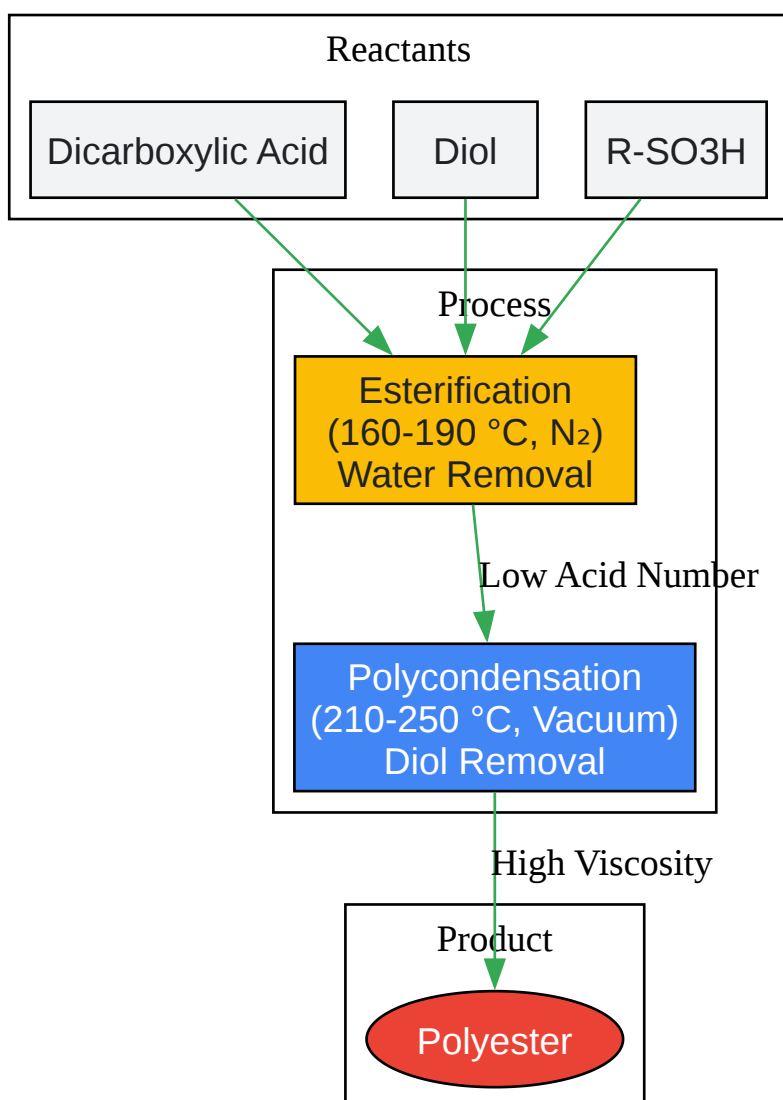 Reactants
Dicarboxylic Acid
Diol
R-SO3H
Process
Esterification
(160-190 °C, N₂)
Water Removal
Low Acid Number
Polycondensation
(210-250 °C, Vacuum)
Diol Removal
High Viscosity
Product
Polyester